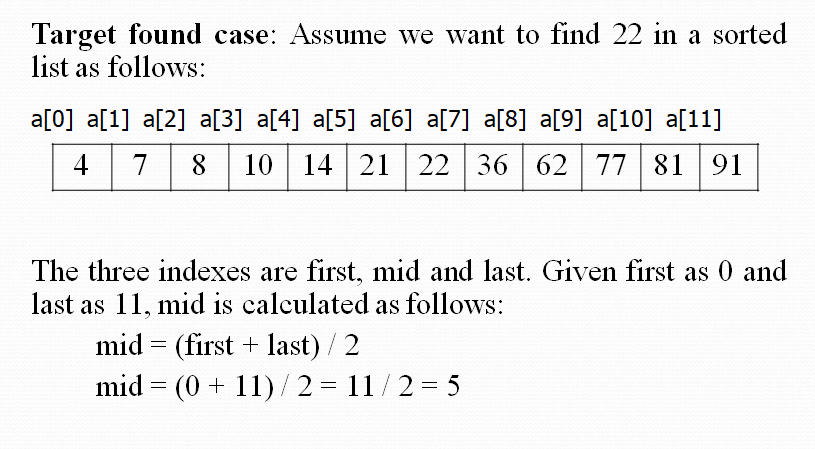 Target found case: Assume we want to find 22 in a sorted
list as follows:
a[0] a[1] a[2] a[3] a[4] a[5] a[6] a[7] a[8] a[9] a[10] a[11]
4 7 8 10 14 21 22 36 62 77 81 91
The three indexes are first, mid and last. Given first as 0 and
last as 11, mid is calculated as follows:
mid = (first + last) / 2
mid = (0 + 11) / 2 = 11 / 2 = 5